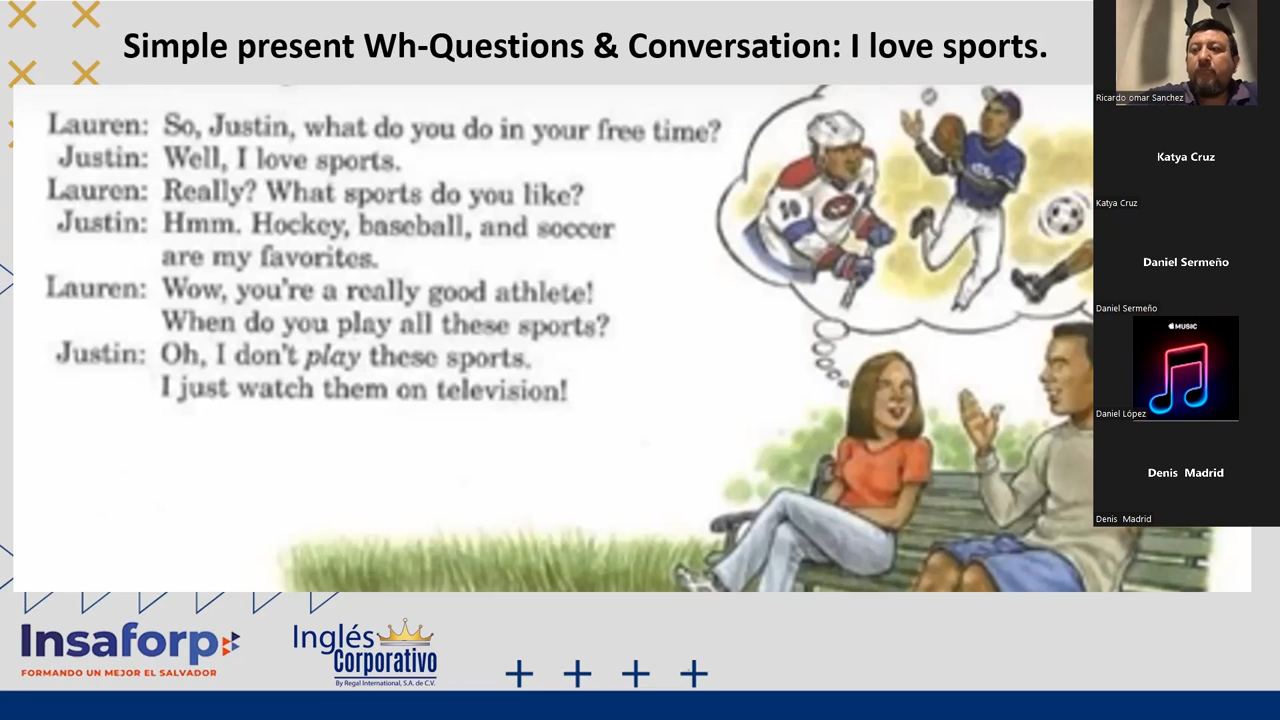 Simple present Wh-Questions & Conversation: I love sports.
Lauren: So, Justin, what do you do in your free time?
Justin: Well, I love sports.
Lauren: Really? What sports do you like?
Justin: Hmm. Hockey, baseball, and soccer
are my favorites.
Lauren: Wow, you're a really good athlete!
When do you play all these sports?
Justin: Oh, I don't play these sports.
I just watch them on television!
10
Insaforp
FORMANDO UN MEJOR EL SALVADOR
Inglés
Corporativo
By Regal International, S.A. de C.V.
Ricardo omar Sanchez
Katya Cruz
Katya Cruz
Daniel Sermeño
Daniel Sermeño
MUSIC
Daniel López
Denis Madrid
Denis Madrid